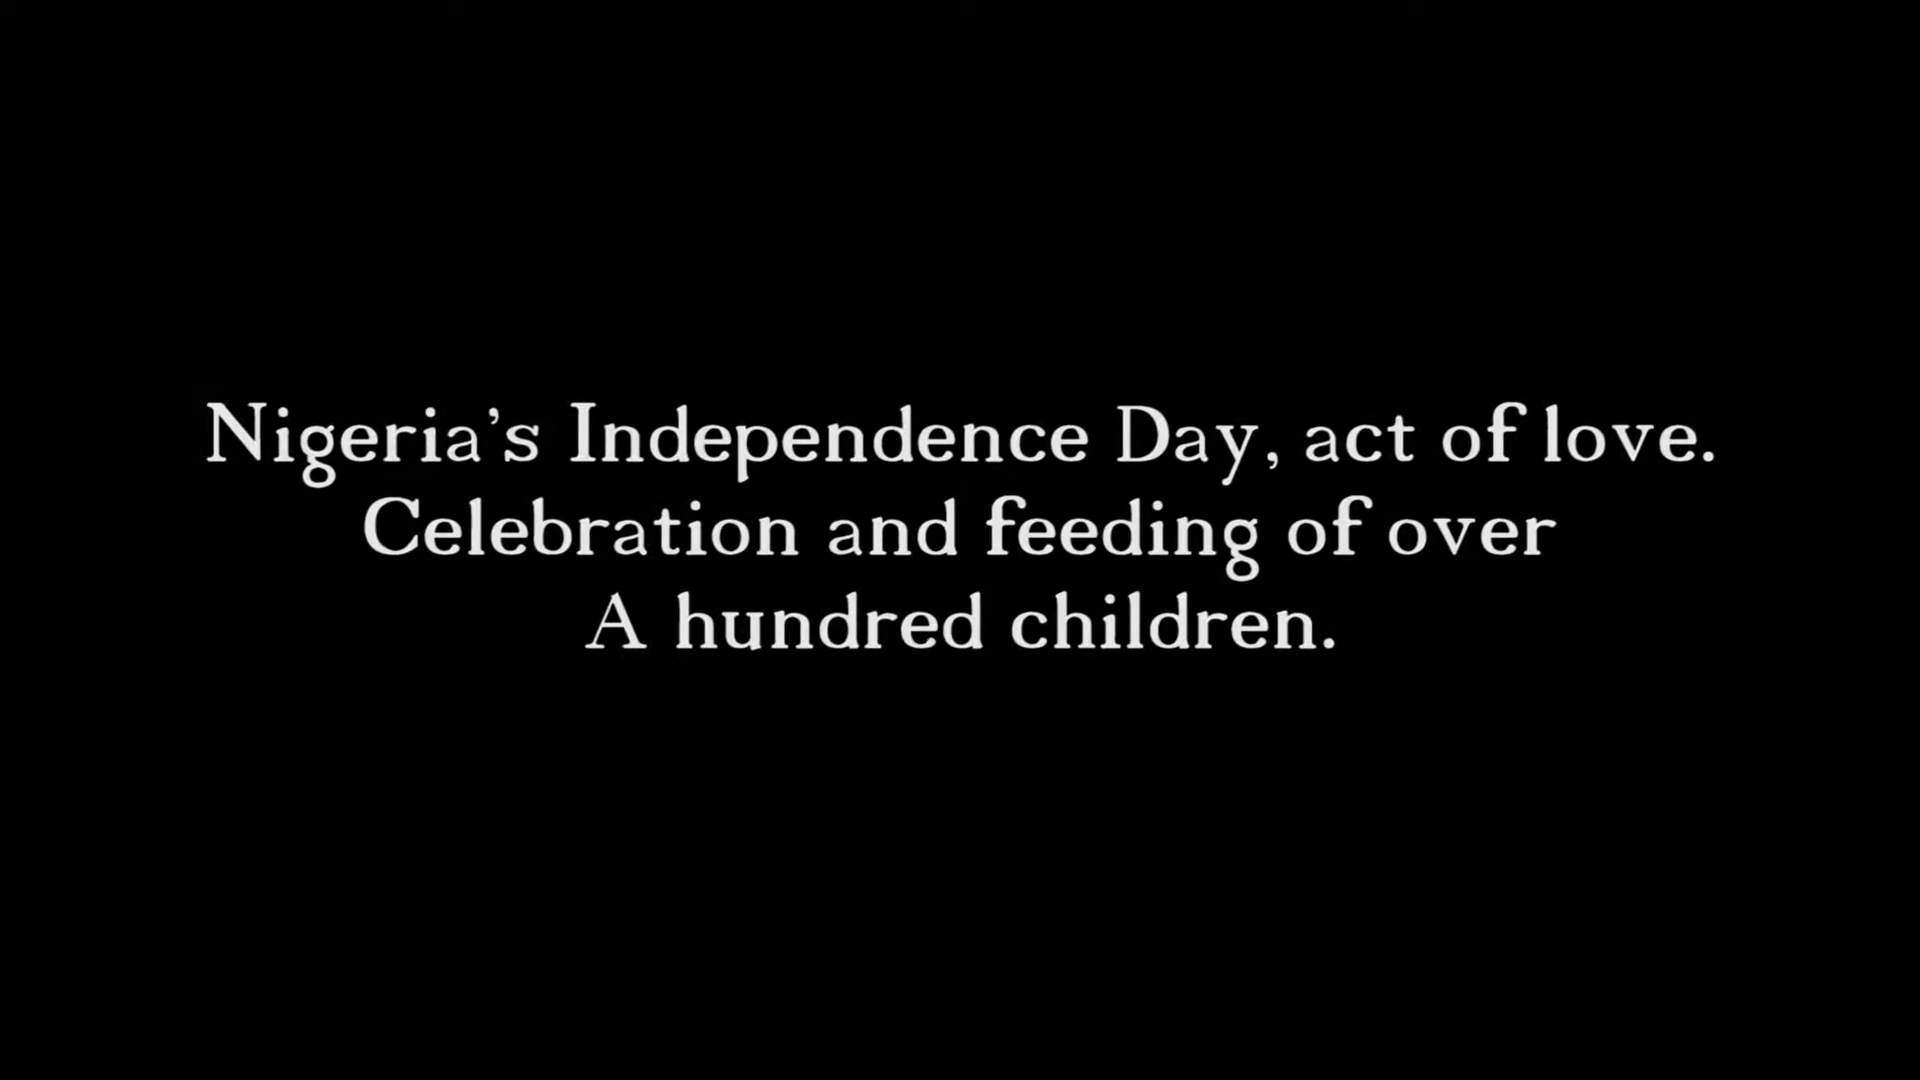 Nigeria’s Independence Day, act of love.
Celebration and feeding of over
A hundred children.